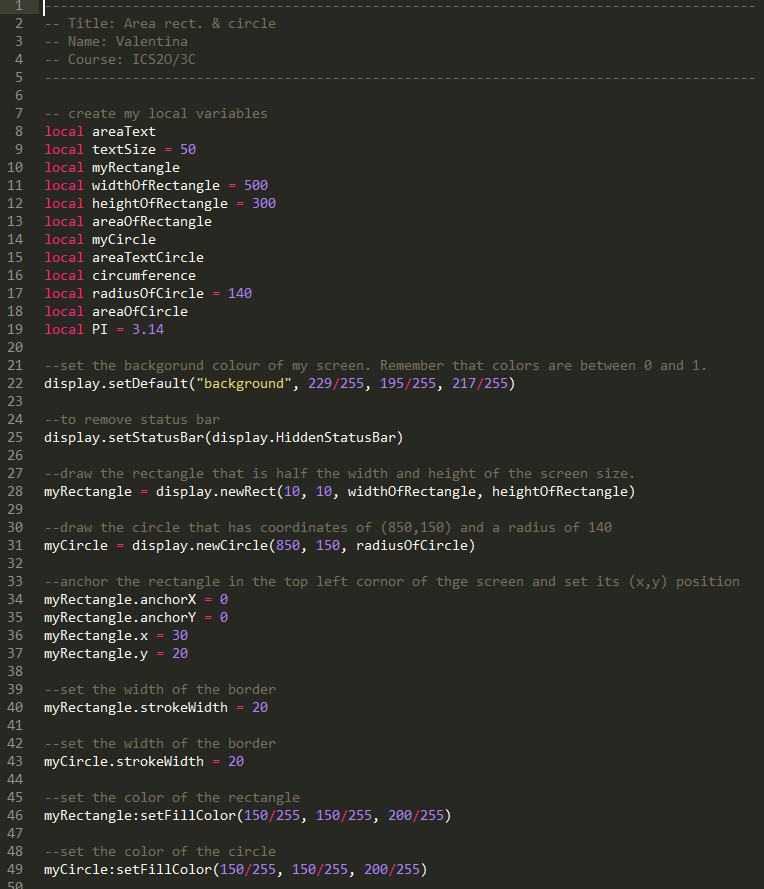 1 -----------------------------------------------------------------------------------------
2 -- Title: Area rect. & circle
3 -- Name: Valentina
4 -- Course: ICS2O/3C
5 -----------------------------------------------------------------------------------------
6
7 -- create my local variables
8 local areaText
9 local textSize = 50
10 local myRectangle
11 local widthOfRectangle = 500
12 local heightOfRectangle = 300
13 local areaOfRectangle
14 local myCircle
15 local areaTextCircle
16 local circumference
17 local radiusOfCircle = 140
18 local areaOfCircle
19 local PI = 3.14
20
21 --set the backgorund colour of my screen. Remember that colors are between 0 and 1.
22 display.setDefault("background", 229/255, 195/255, 217/255)
23
24 --to remove status bar
25 display.setStatusBar(display.HiddenStatusBar)
26
27 --draw the rectangle that is half the width and height of the screen size.
28 myRectangle = display.newRect(10, 10, widthOfRectangle, heightOfRectangle)
29
30 --draw the circle that has coordinates of (850,150) and a radius of 140
31 myCircle = display.newCircle(850, 150, radiusOfCircle)
32
33 --anchor the rectangle in the top left cornor of thge screen and set its (x,y) position
34 myRectangle.anchorX = 0
35 myRectangle.anchorY = 0
36 myRectangle.x = 30
37 myRectangle.y = 20
38
39 --set the width of the border
40 myRectangle.strokeWidth = 20
41
42 --set the width of the border
43 myCircle.strokeWidth = 20
44
45 --set the color of the rectangle
46 myRectangle:setFillColor(150/255, 150/255, 200/255)
47
48 --set the color of the circle
49 myCircle:setFillColor(150/255, 150/255, 200/255)
50